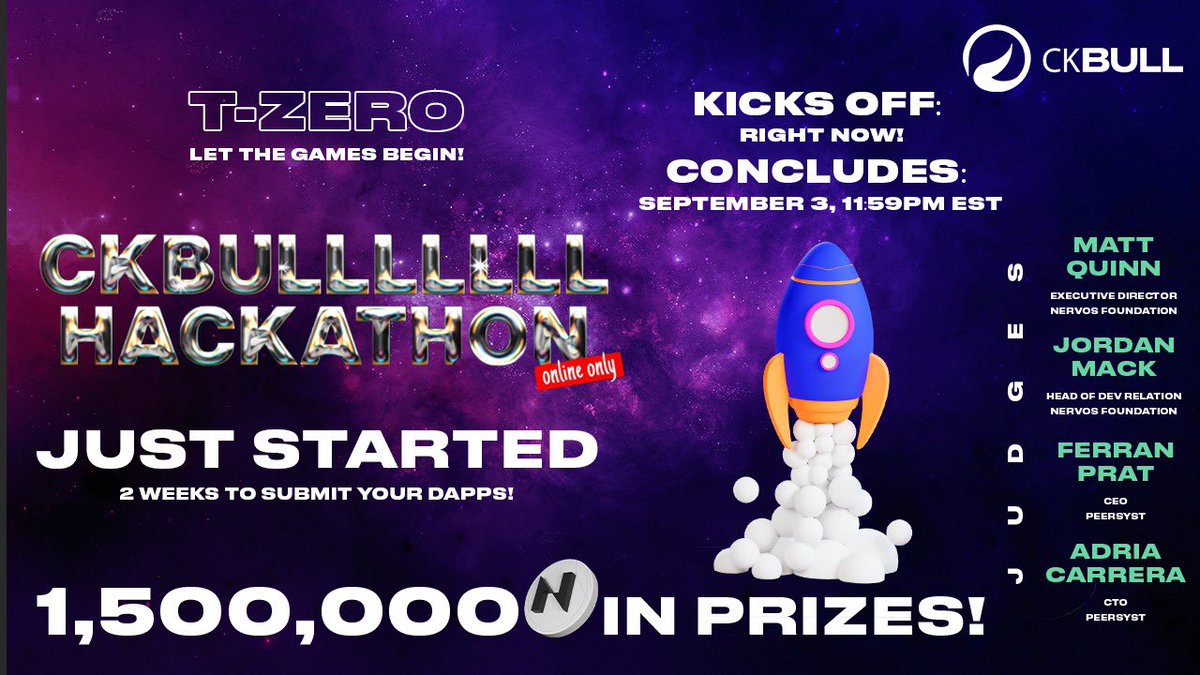 CKBULL
T-ZERO
LET THE GAMES BEGIN!
KICKS OFF:
RIGHT NOW!
CONCLUDES:
SEPTEMBER 3, 11:59PM EST
CKBULLLLLLL
HACKATHON
online only
JUST STARTED
2 WEEKS TO SUBMIT YOUR DAPPS!
1,500,000 N IN PRIZES!
JUDGES
MATT
QUINN
EXECUTIVE DIRECTOR
NERVOS FOUNDATION
JORDAN
MACK
HEAD OF DEV RELATION
NERVOS FOUNDATION
FERRAN
PRAT
CEO
PEERSYST
ADRIA
CARRERA
CTO
PEERSYST